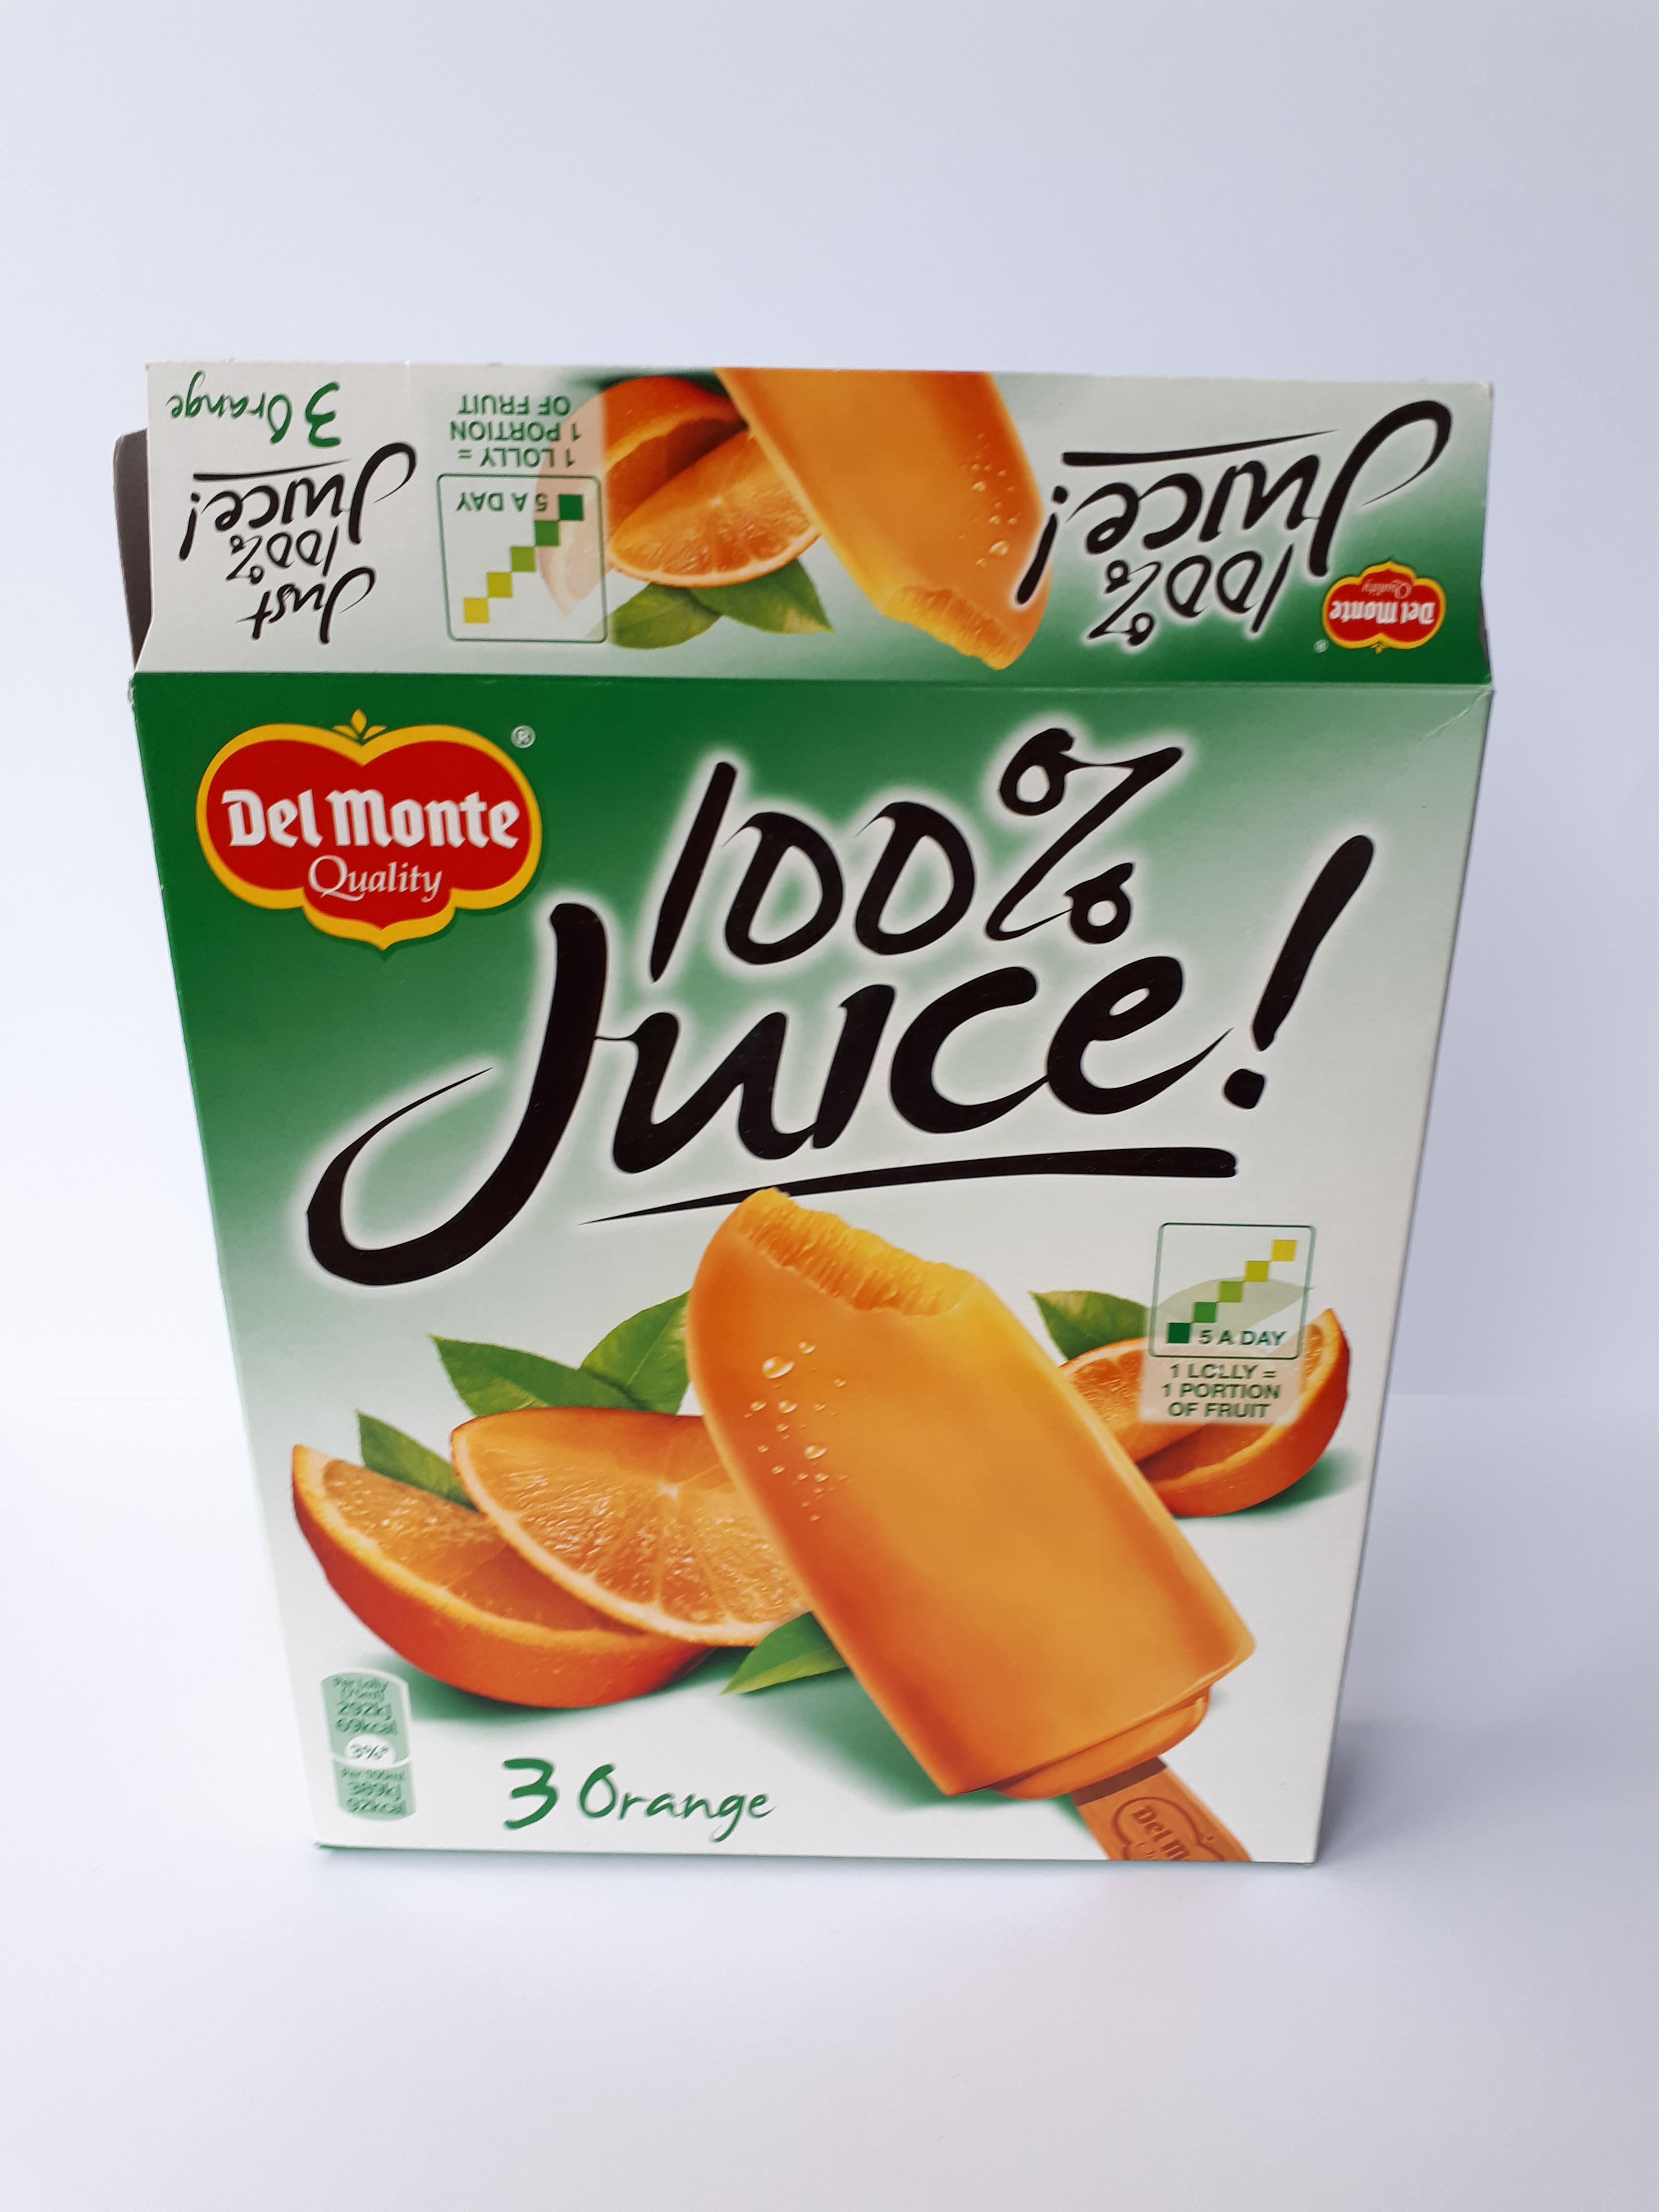 3 Orange
Just
100%
Juice!
5 A DAY
1 LOLLY =
1 PORTION
OF FRUIT
100%
Juice!
Del Monte
Quality
®
Del Monte
Quality
®
100%
Juice!
5 A DAY
1 LOLLY =
1 PORTION
OF FRUIT
Per Lolly
(75ml)
292kJ
69kcal
3%*
Per 100ml
389kJ
92kcal
3 Orange
Del M